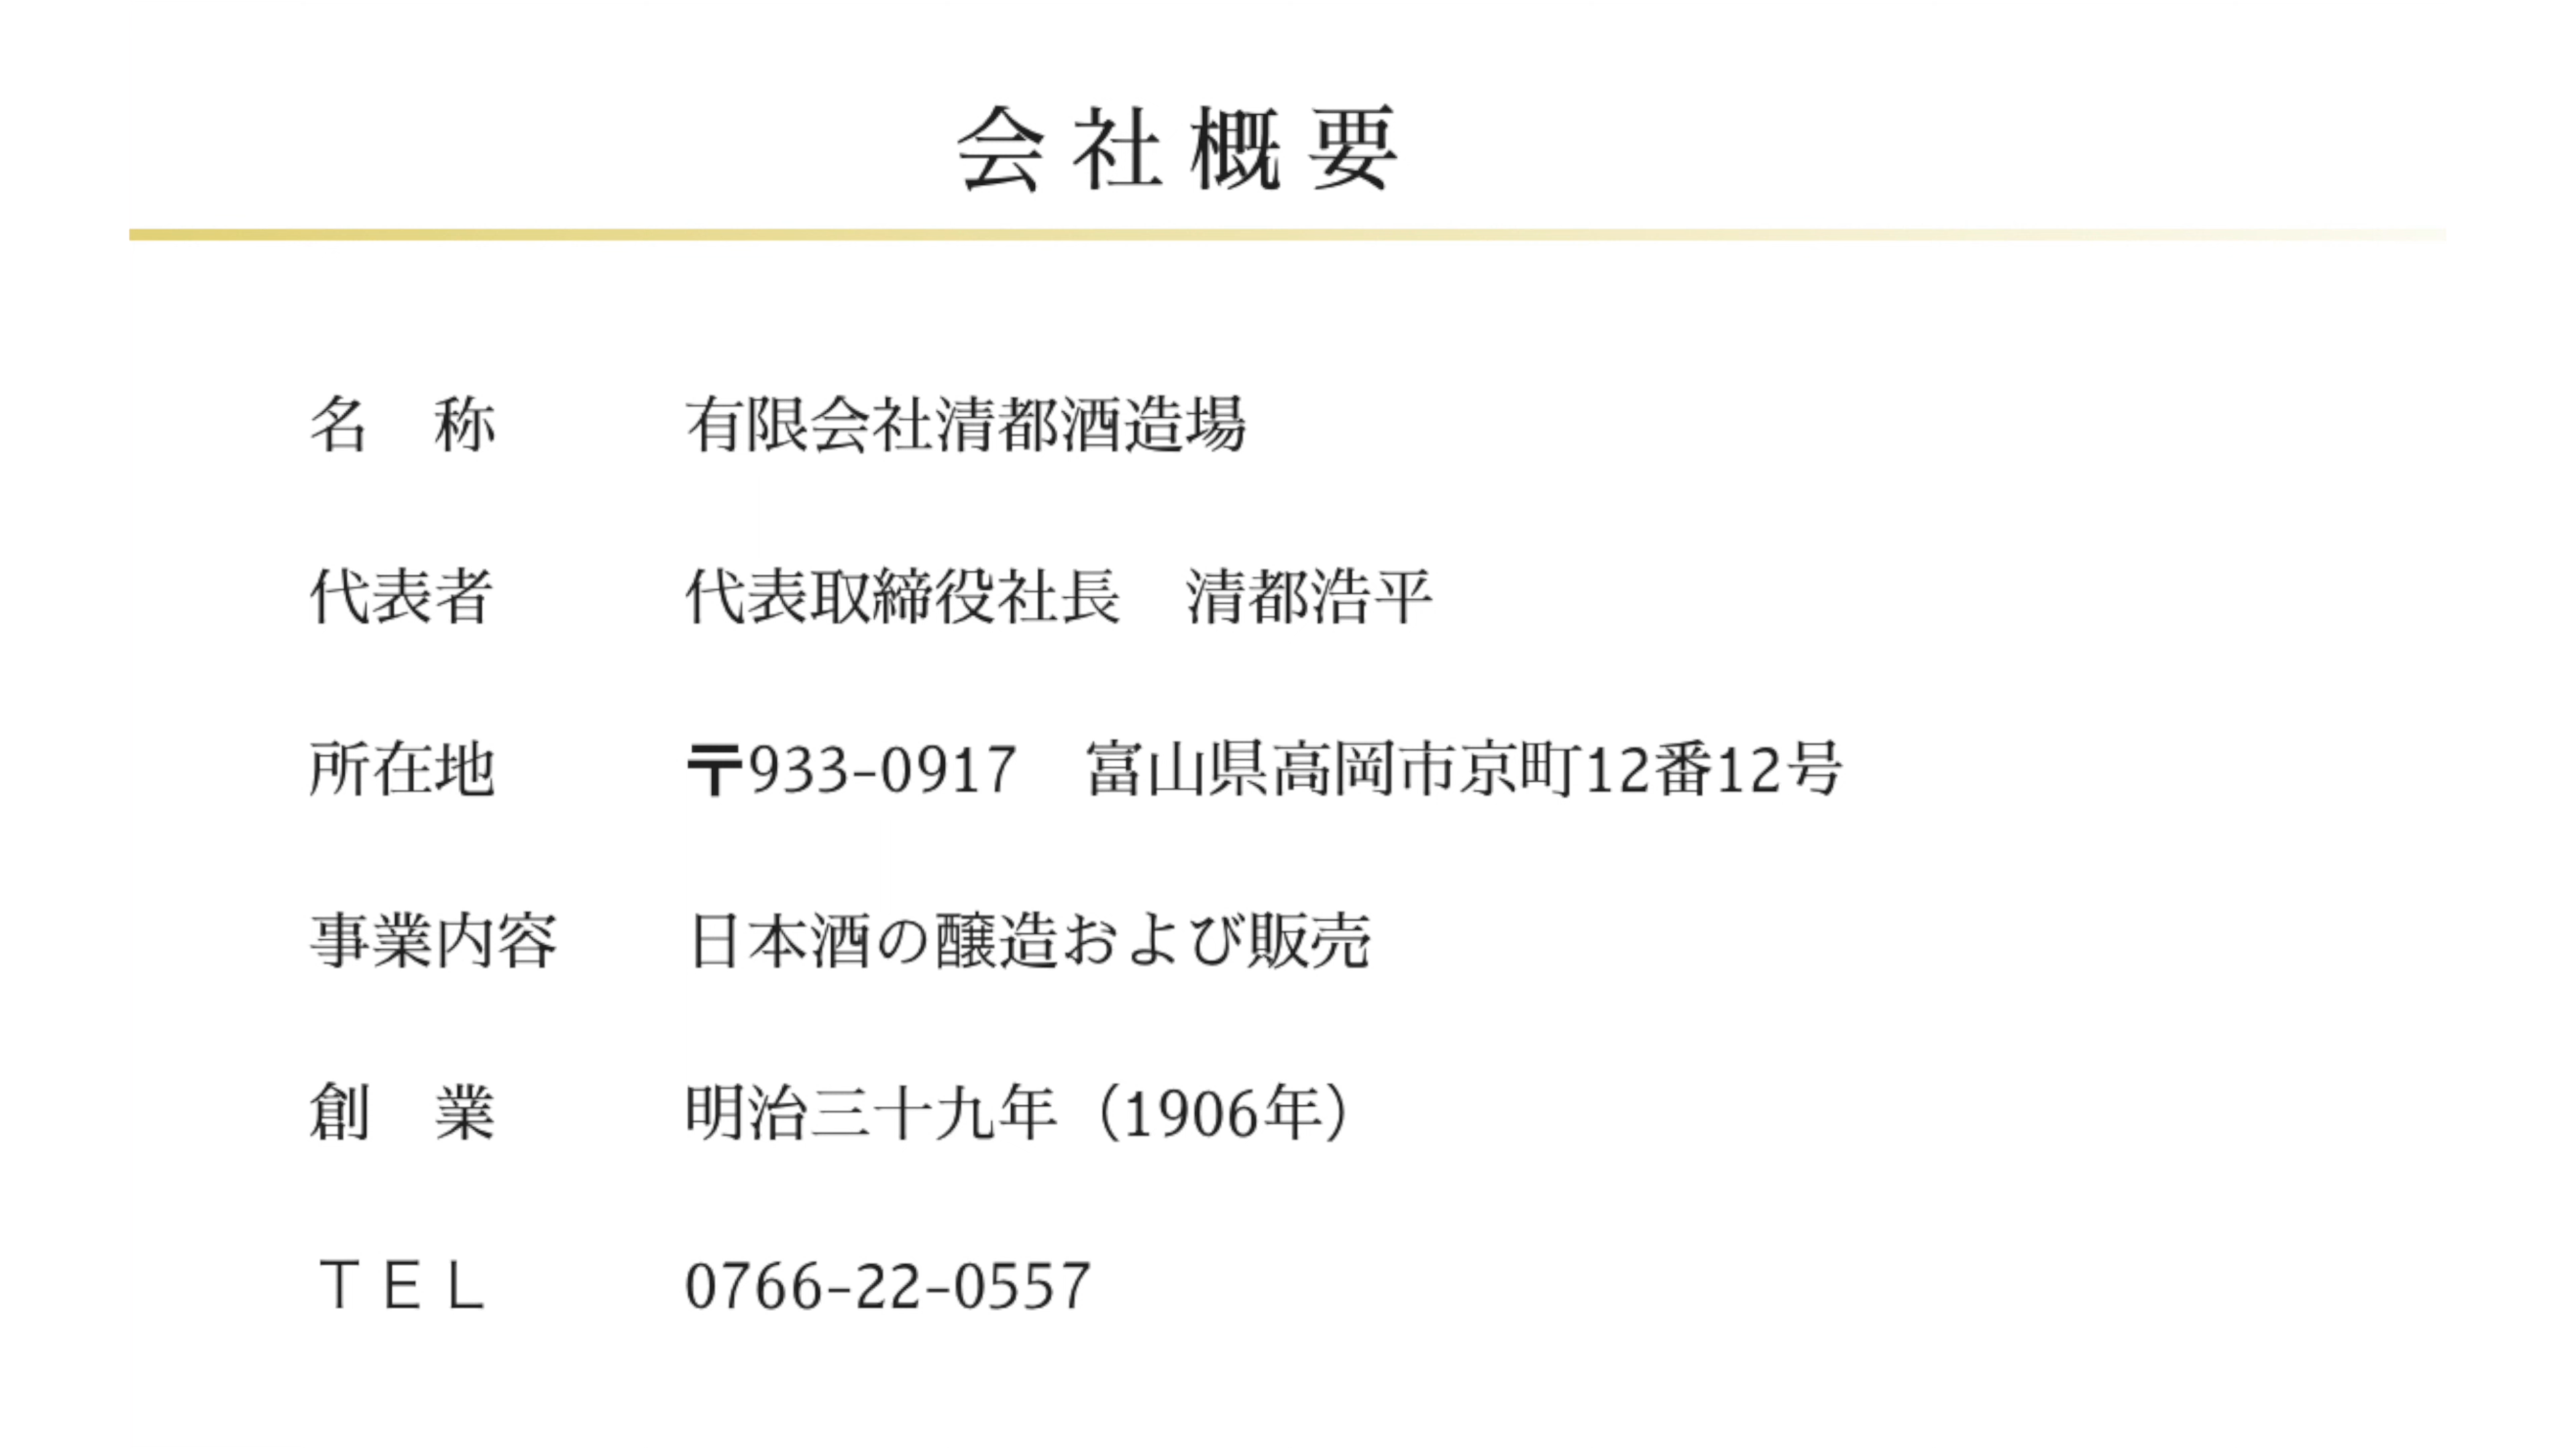 会社概要
名　称　有限会社清都酒造場
代表者　代表取締役社長　清都浩平
所在地　〒933-0917　富山県高岡市京町12番12号
事業内容　日本酒の醸造および販売
創　業　明治三十九年（1906年）
ＴＥＬ　0766-22-0557